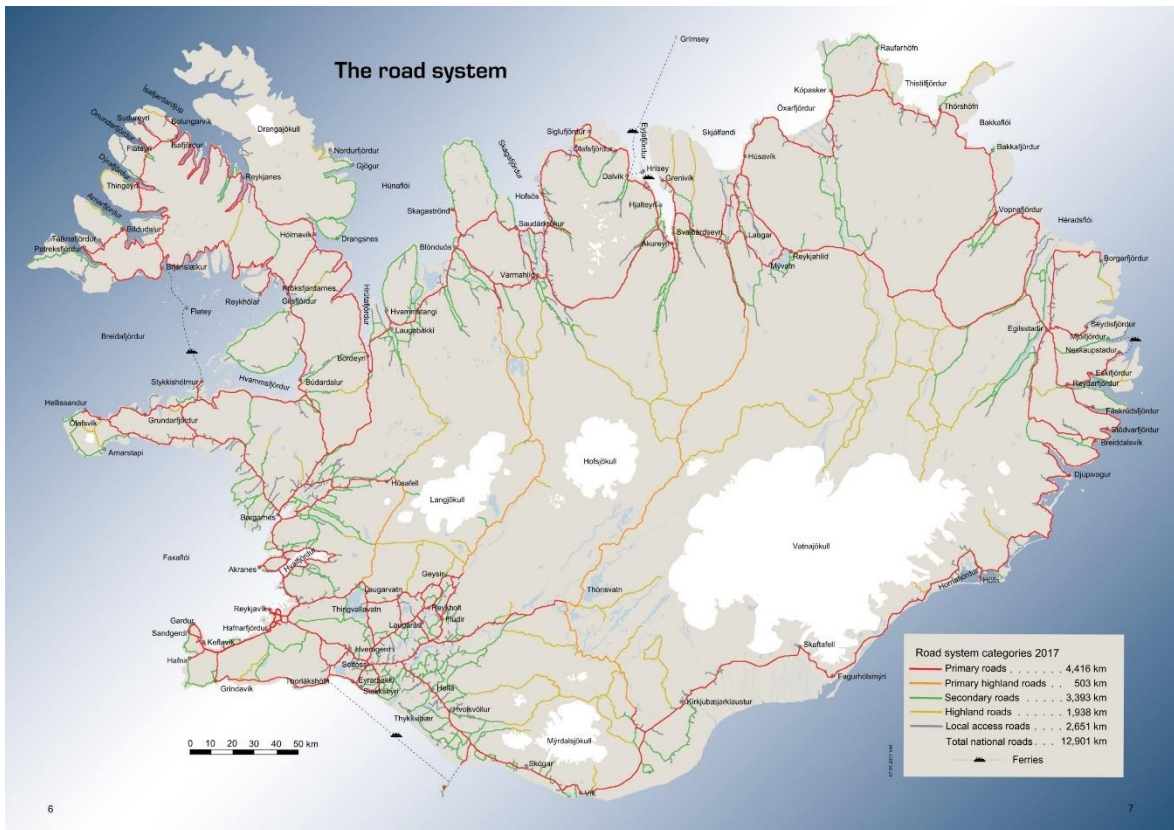 The road system
Grímsey
Raufarhöfn
Thistilfjördur
Kópasker
Thórshöfn
Öxarfjördur
Bakkaflói
Ísafjardardjúp
Sudureyri
Bolungarvík
Önundarfjördur
Drangajökull
Siglufjördur
Ólafsfjördur
Eyjafjördur
Skjálfandi
Ísafjördur
Flateyri
Nordurfjördur
Gjögur
Skagafjördur
Húsavík
Bakkafjördur
Dýrafjördur
Thingeyri
Reykjanes
Húnaflói
Dalvík
Hrísey
Grenivík
Arnarfjördur
Hofsós
Skagaströnd
Hjalteyri
Vopnafjördur
Héradsflói
Bíldudalur
Hólmavík
Drangsnes
Saudárkrókur
Svalbardseyri
Laugar
Tálknafjördur
Patreksfjördur
Blönduós
Akureyri
Reykjahlíd
Mývatn
Borgarfjördur
Brjánslækur
Varmahlíd
Króksfjardarnes
Reykhólar
Gilsfjördur
Hrútafjördur
Flatey
Hvammstangi
Laugabakki
Egilsstadir
Seydisfjördur
Mjóifjördur
Breidafjördur
Neskaupstadur
Bordeyri
Eskifjördur
Stykkishólmur
Hvammsfjördur
Búdardalur
Reydarfjördur
Hellissandur
Ólafsvík
Grundarfjördur
Fáskrúdsfjördur
Stödvarfjördur
Breiddalsvík
Arnarstapi
Hofsjökull
Djúpivogur
Húsafell
Langjökull
Borgarnes
Vatnajökull
Faxaflói
Hvalfjördur
Akranes
Geysir
Hornafjördur
Höfn
Laugarvatn
Thórisvatn
Reykjavík
Thingvallavatn
Reykholt
Gardur
Sandgerdi
Hafnarfjördur
Laugarás
Flúdir
Keflavík
Hveragerdi
Skaftafell
Hafnir
Selfoss
Grindavík
Thorlákshöfn
Eyrarbakki
Stokkseyri
Hella
Fagurhólsmýri
Kirkjubæjarklaustur
Thykkvibær
Hvolsvöllur
Mýrdalsjökull
Skógar
Vík
0 10 20 30 40 50 km
Road system categories 2017
Primary roads . . . . . . 4,416 km
Primary highland roads . 503 km
Secondary roads . . . . . 3,393 km
Highland roads . . . . . . 1,938 km
Local access roads . . . 2,651 km
Total national roads . . . 12,901 km
Ferries
6
7